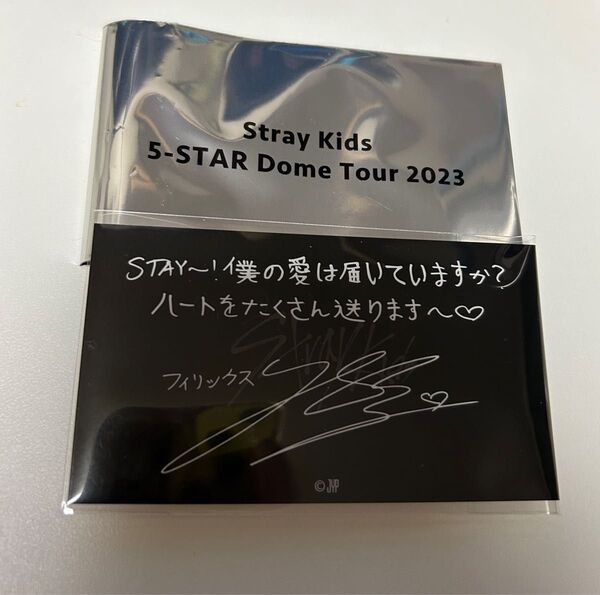 Stray Kids
5-STAR Dome Tour 2023
STAY〜!僕の愛は届いていますか?
ハートをたくさん送ります〜♡
Stray Kids
フィリックス
©JYP